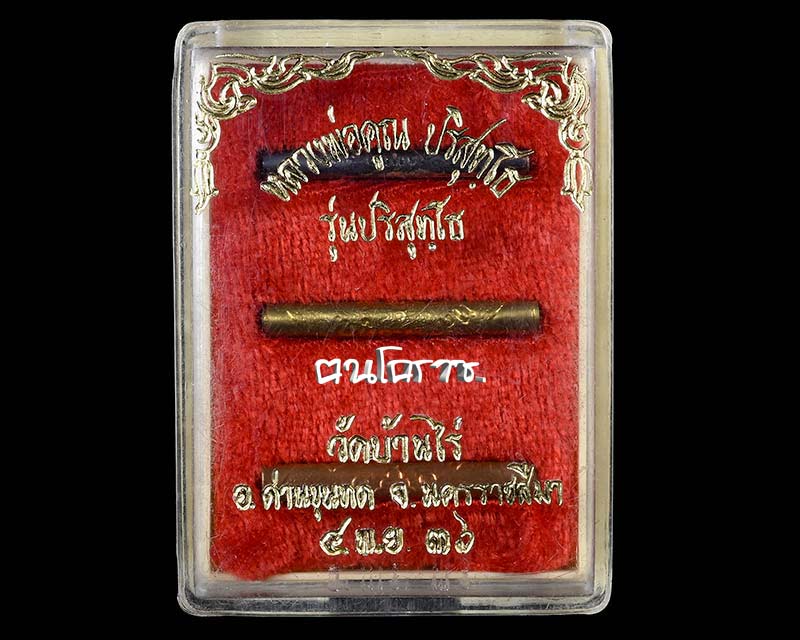 หลวงพ่อคูณ ปริสุทฺโธ
รุ่นปริสุทฺโธ
ฅนโคราช.
วัดบ้านไร่
อ.ด่านขุนทด จ.นครราชสีมา
๔ พ.ย. ๓๖